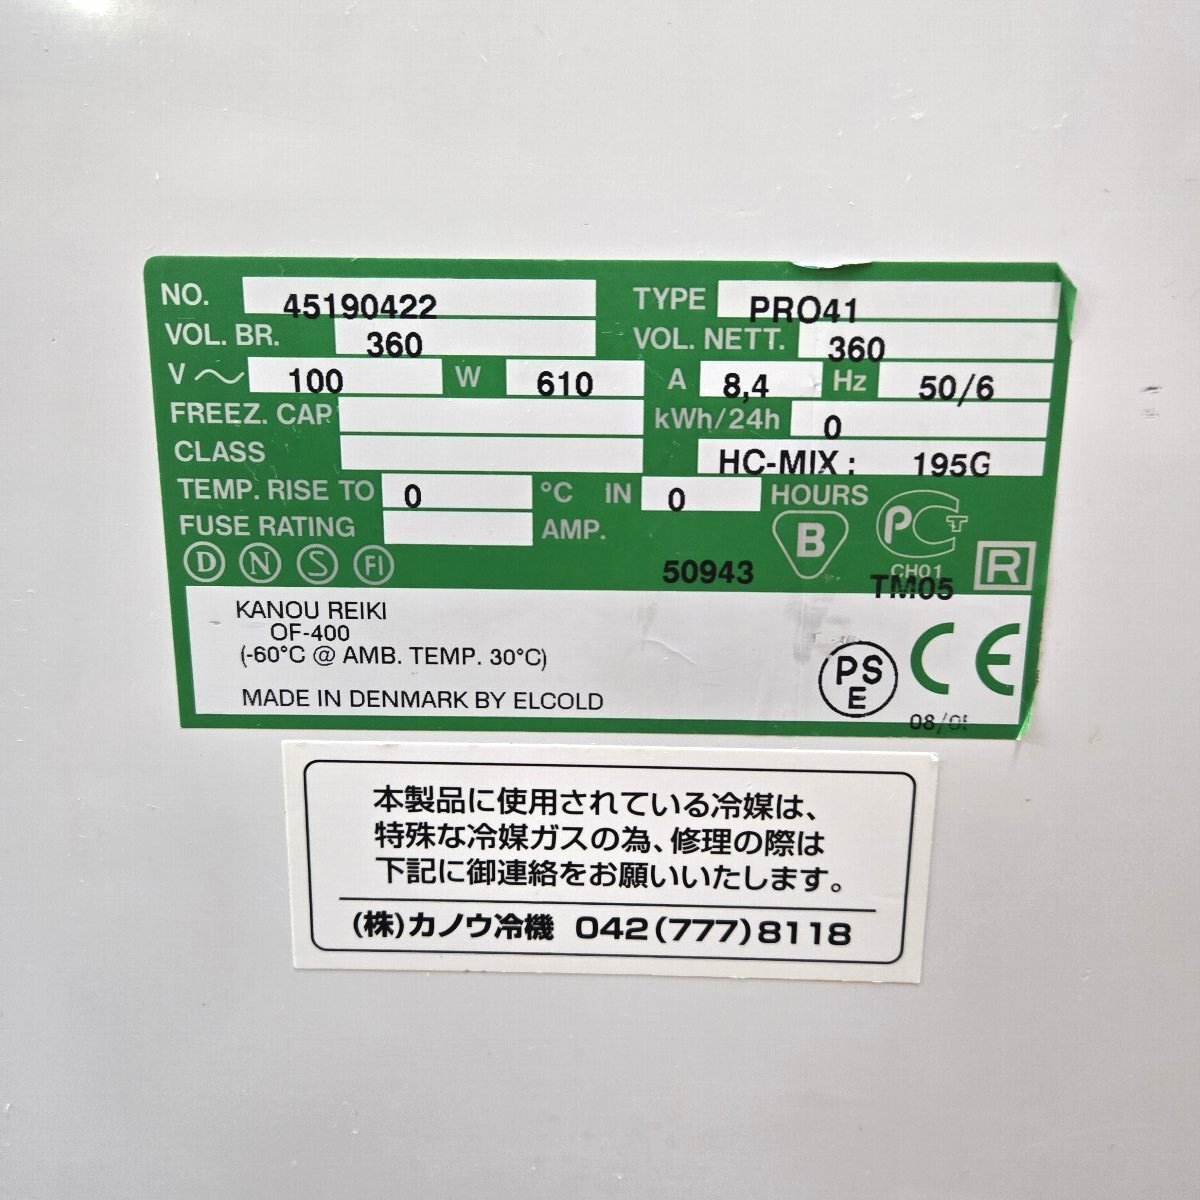 NO. 45190422 TYPE PRO41
VOL. BR. 360 VOL. NETT. 360
V ~ 100 W 610 A 8,4 Hz 50/6
FREEZ. CAP kWh/24h 0
CLASS HC-MIX : 195G
TEMP. RISE TO 0 °C IN 0 HOURS
FUSE RATING AMP.
D N S FI 50943 B PCT CH01 TM05 R
KANOU REIKI
OF-400
(-60°C @ AMB. TEMP. 30°C)
MADE IN DENMARK BY ELCOLD
PS
E
CE
08/
本製品に使用されている冷媒は、
特殊な冷媒ガスの為、修理の際は
下記に御連絡をお願いいたします。
(株)カノウ冷機 042(777)8118